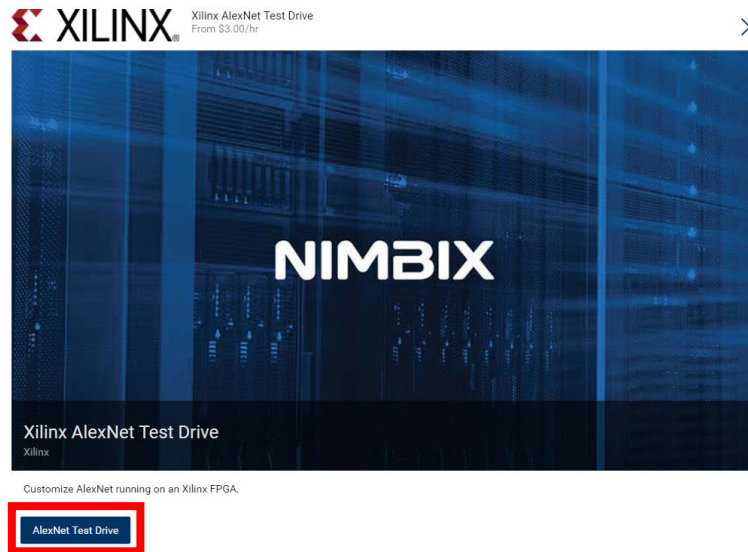 XILINX®
Xilinx AlexNet Test Drive
From $3.00/hr
NIMBIX
Xilinx AlexNet Test Drive
Xilinx
Customize AlexNet running on an Xilinx FPGA.
AlexNet Test Drive